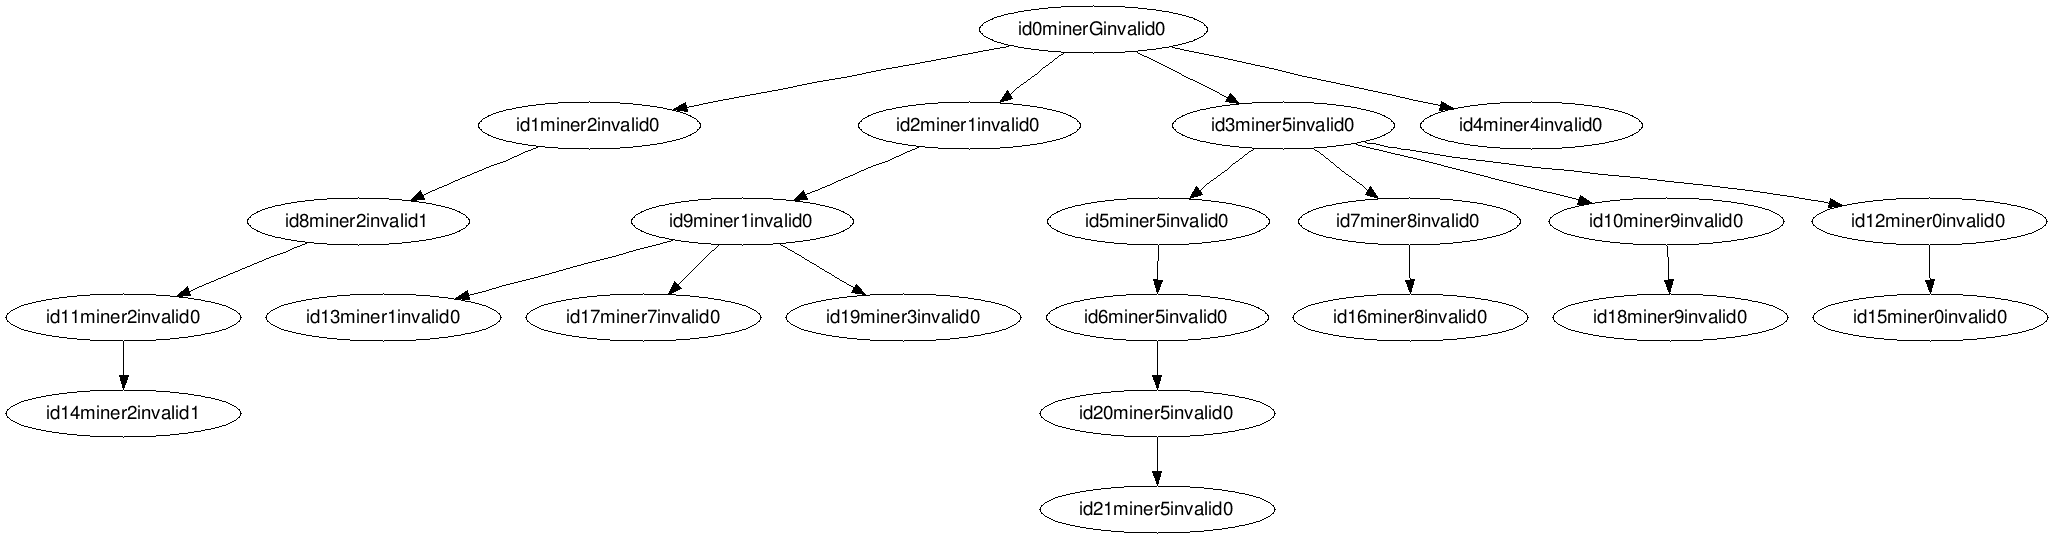 id0minerGinvalid0
id1miner2invalid0
id2miner1invalid0
id3miner5invalid0
id4miner4invalid0
id8miner2invalid1
id9miner1invalid0
id5miner5invalid0
id7miner8invalid0
id10miner9invalid0
id12miner0invalid0
id11miner2invalid0
id13miner1invalid0
id17miner7invalid0
id19miner3invalid0
id6miner5invalid0
id16miner8invalid0
id18miner9invalid0
id15miner0invalid0
id14miner2invalid1
id20miner5invalid0
id21miner5invalid0